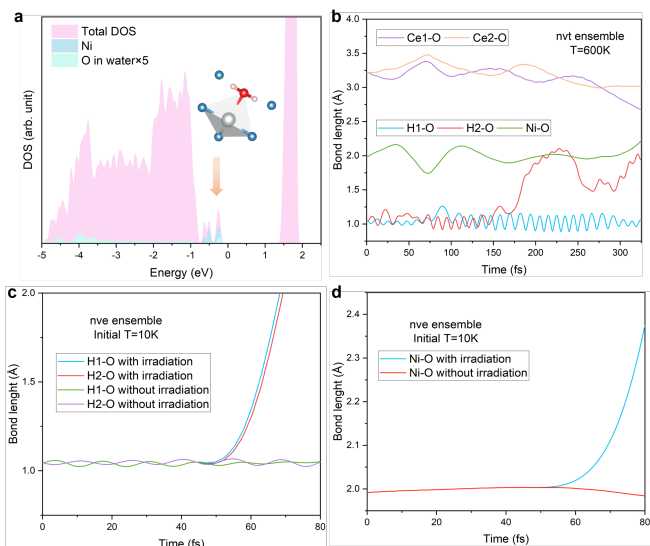 a
Total DOS
Ni
O in water×5
DOS (arb. unit)
-5 -4 -3 -2 -1 0 1 2
Energy (eV)
b
Ce1-O Ce2-O
nvt ensemble
T=600K
H1-O H2-O Ni-O
Bond lenght (Å)
4.0
3.5
3.0
2.5
2.0
1.5
1.0
0 50 100 150 200 250 300
Time (fs)
c
nve ensemble
Initial T=10K
H1-O with irradiation
H2-O with irradiation
H1-O without irradiation
H2-O without irradiation
Bond lenght (Å)
2.0
1.5
1.0
0 20 40 60 80
Time (fs)
d
nve ensemble
Initial T=10K
Ni-O with irradiation
Ni-O without irradiation
Bond lenght (Å)
2.4
2.3
2.2
2.1
2.0
0 20 40 60 80
Time (fs)